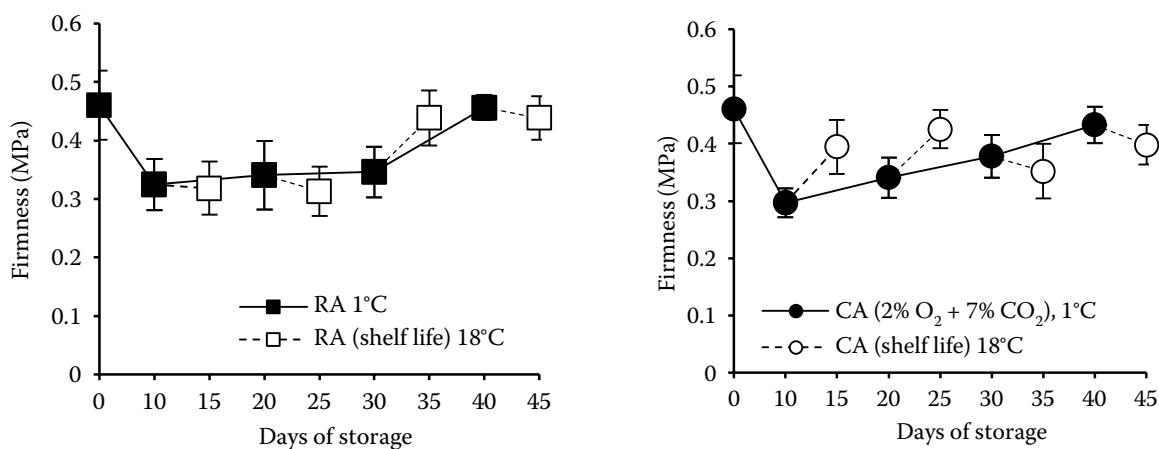 Firmness (MPa)
0.6
0.5
0.4
0.3
0.2
0.1
0
RA 1°C
RA (shelf life) 18°C
0 10 15 20 25 30 35 40 45
Days of storage
Firmness (MPa)
0.6
0.5
0.4
0.3
0.2
0.1
0
CA (2% O₂ + 7% CO₂), 1°C
CA (shelf life) 18°C
0 10 15 20 25 30 35 40 45
Days of storage